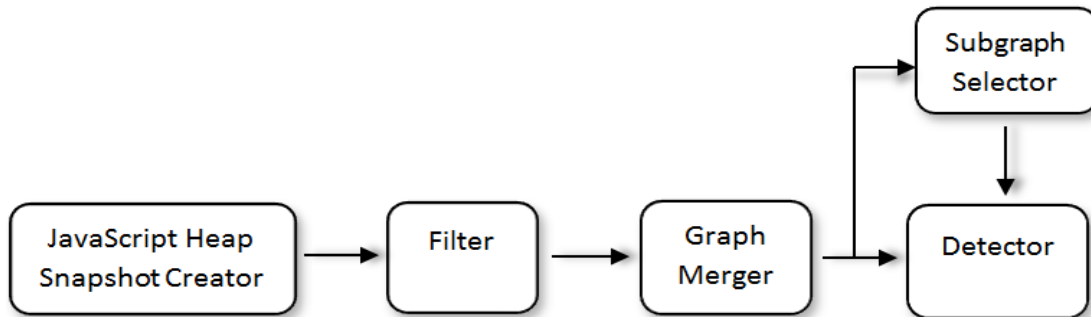 Subgraph
Selector
JavaScript Heap
Snapshot Creator
Filter
Graph
Merger
Detector